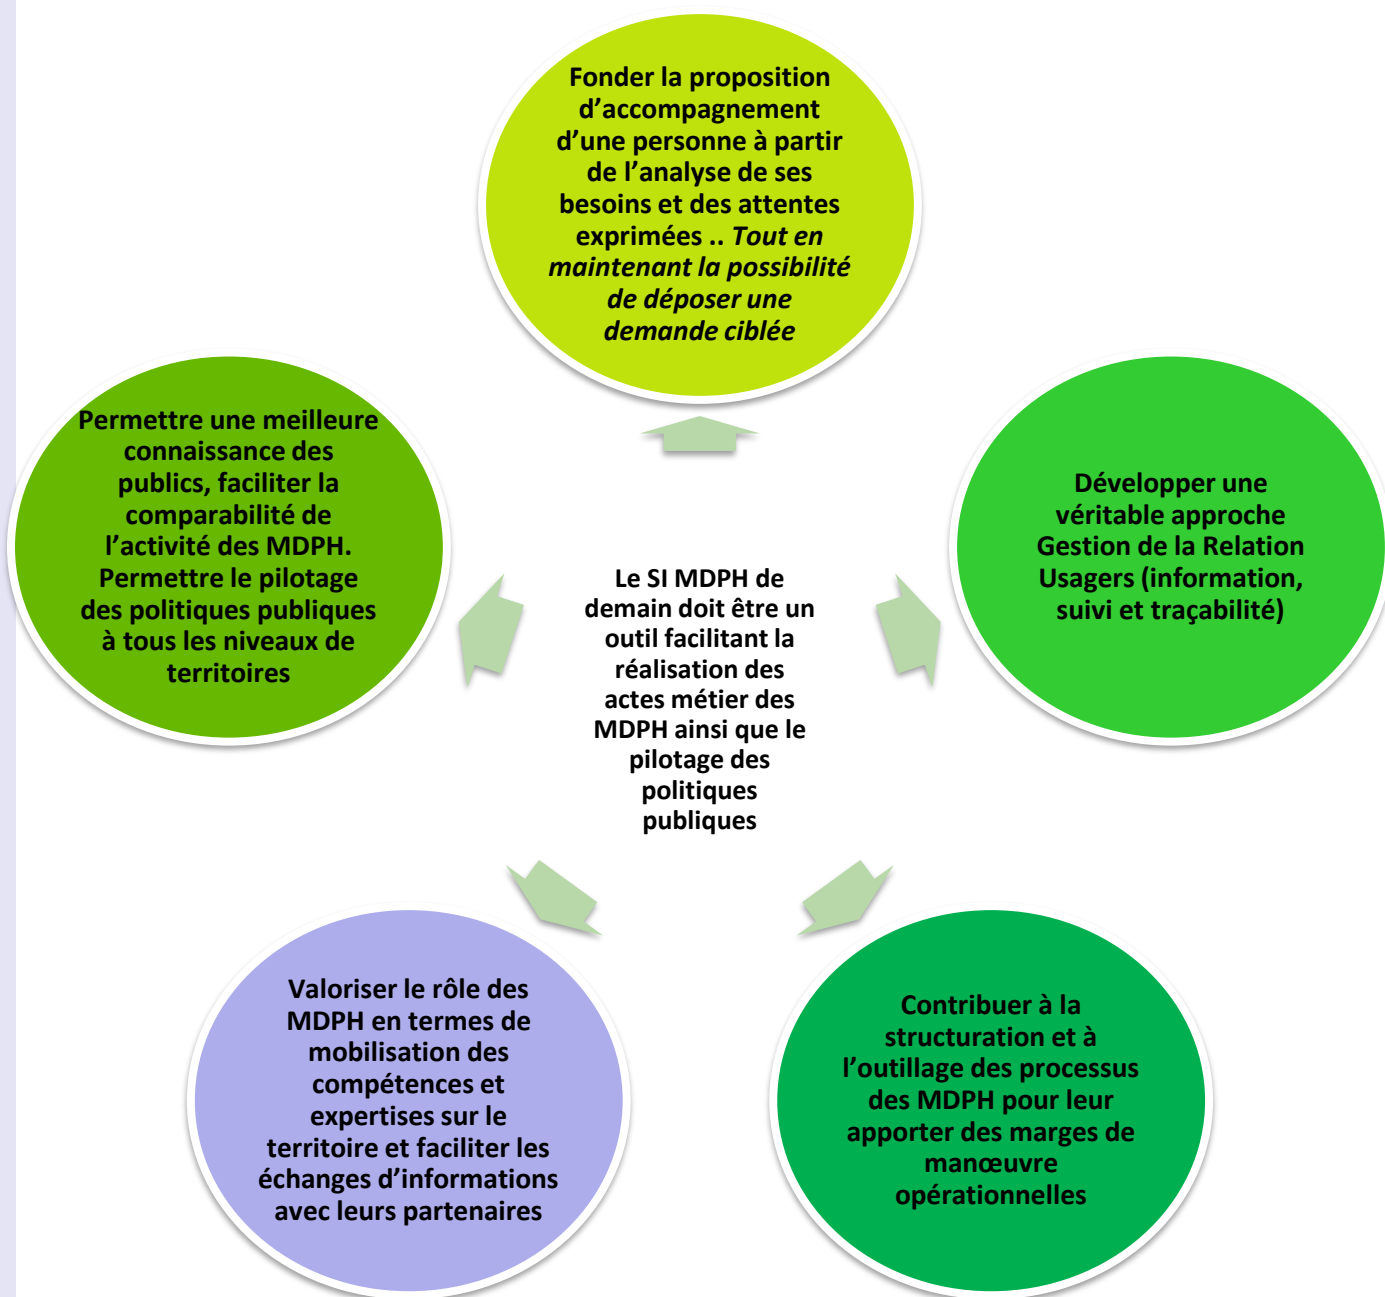 Fonder la proposition
d’accompagnement
d’une personne à partir
de l’analyse de ses
besoins et des attentes
exprimées .. Tout en
maintenant la possibilité
de déposer une
demande ciblée
Permettre une meilleure
connaissance des
publics, faciliter la
comparabilité de
l’activité des MDPH.
Permettre le pilotage
des politiques publiques
à tous les niveaux de
territoires
Développer une
véritable approche
Gestion de la Relation
Usagers (information,
suivi et traçabilité)
Le SI MDPH de
demain doit être un
outil facilitant la
réalisation des
actes métier des
MDPH ainsi que le
pilotage des
politiques
publiques
Valoriser le rôle des
MDPH en termes de
mobilisation des
compétences et
expertises sur le
territoire et faciliter les
échanges d’informations
avec leurs partenaires
Contribuer à la
structuration et à
l’outillage des processus
des MDPH pour leur
apporter des marges de
manœuvre
opérationnelles